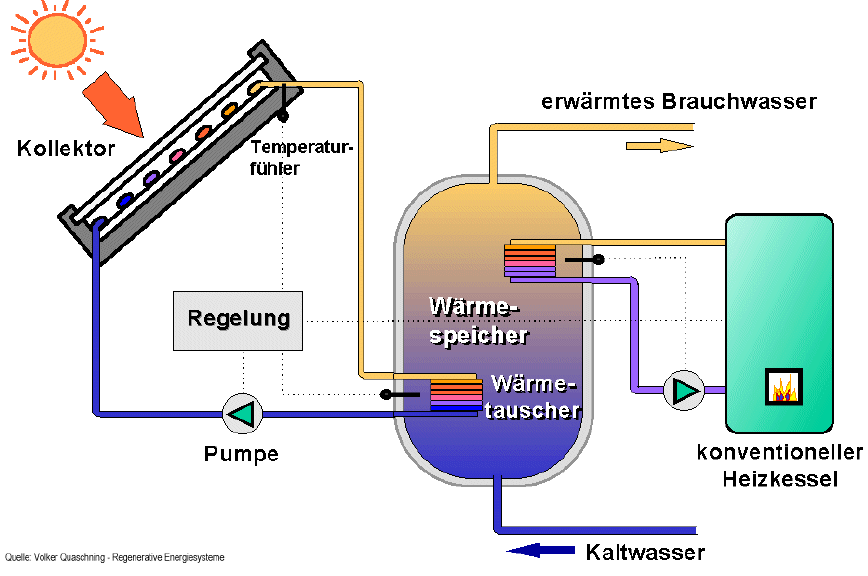 erwärmtes Brauchwasser
Kollektor
Temperatur-
fühler
Regelung
Wärme-
speicher
Wärme-
tauscher
Pumpe
konventioneller
Heizkessel
Kaltwasser
Quelle: Volker Quaschning - Regenerative Energiesysteme